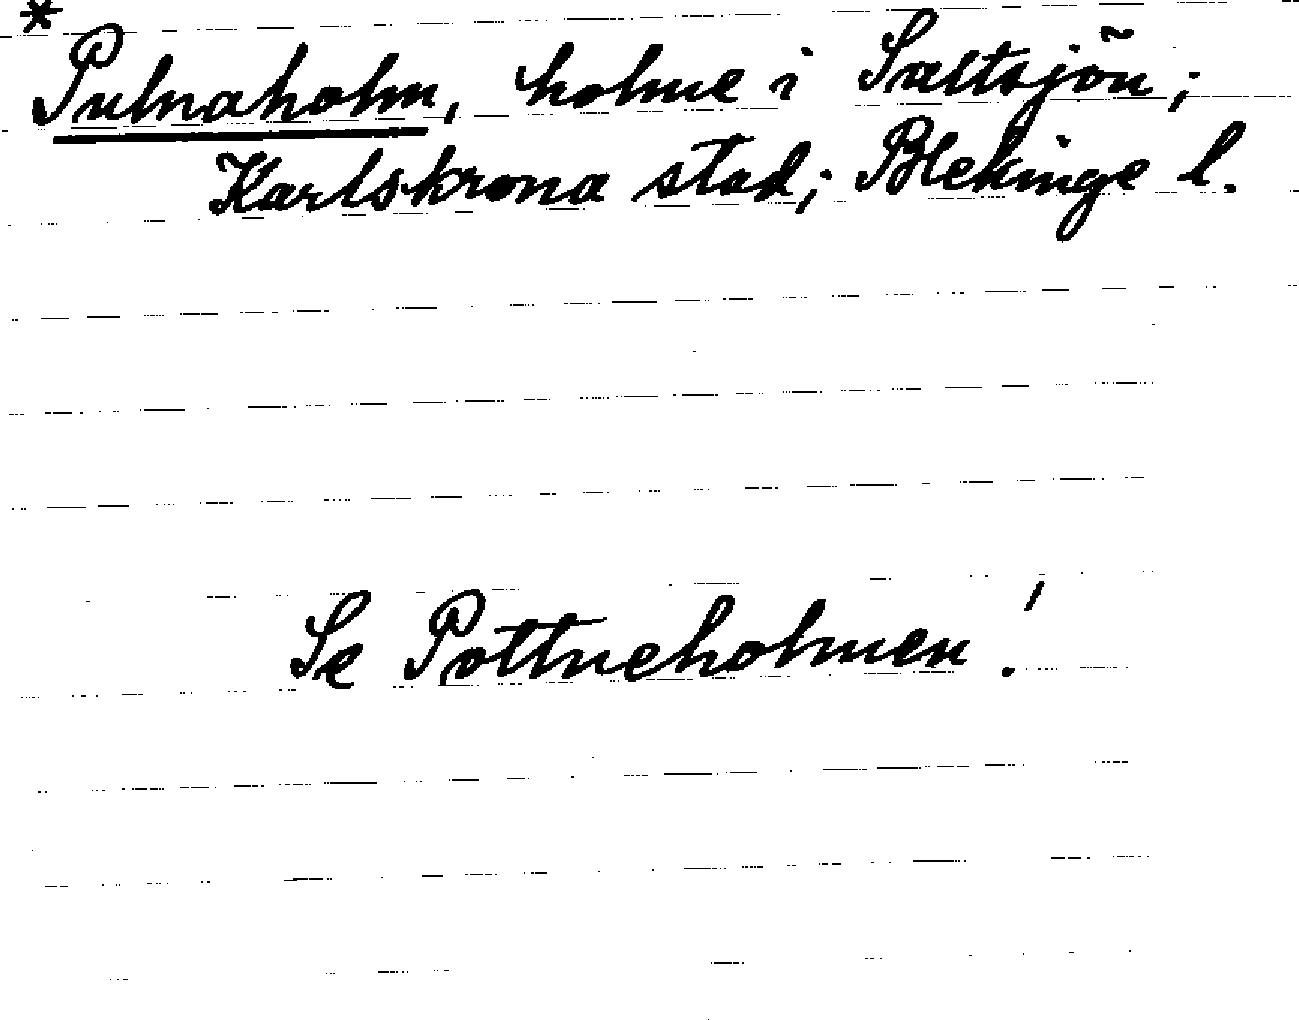 * Pulnaholm, holme i Saltsjön;
Karlskrona stad; Blekinge l.
Se Pottneholmen!